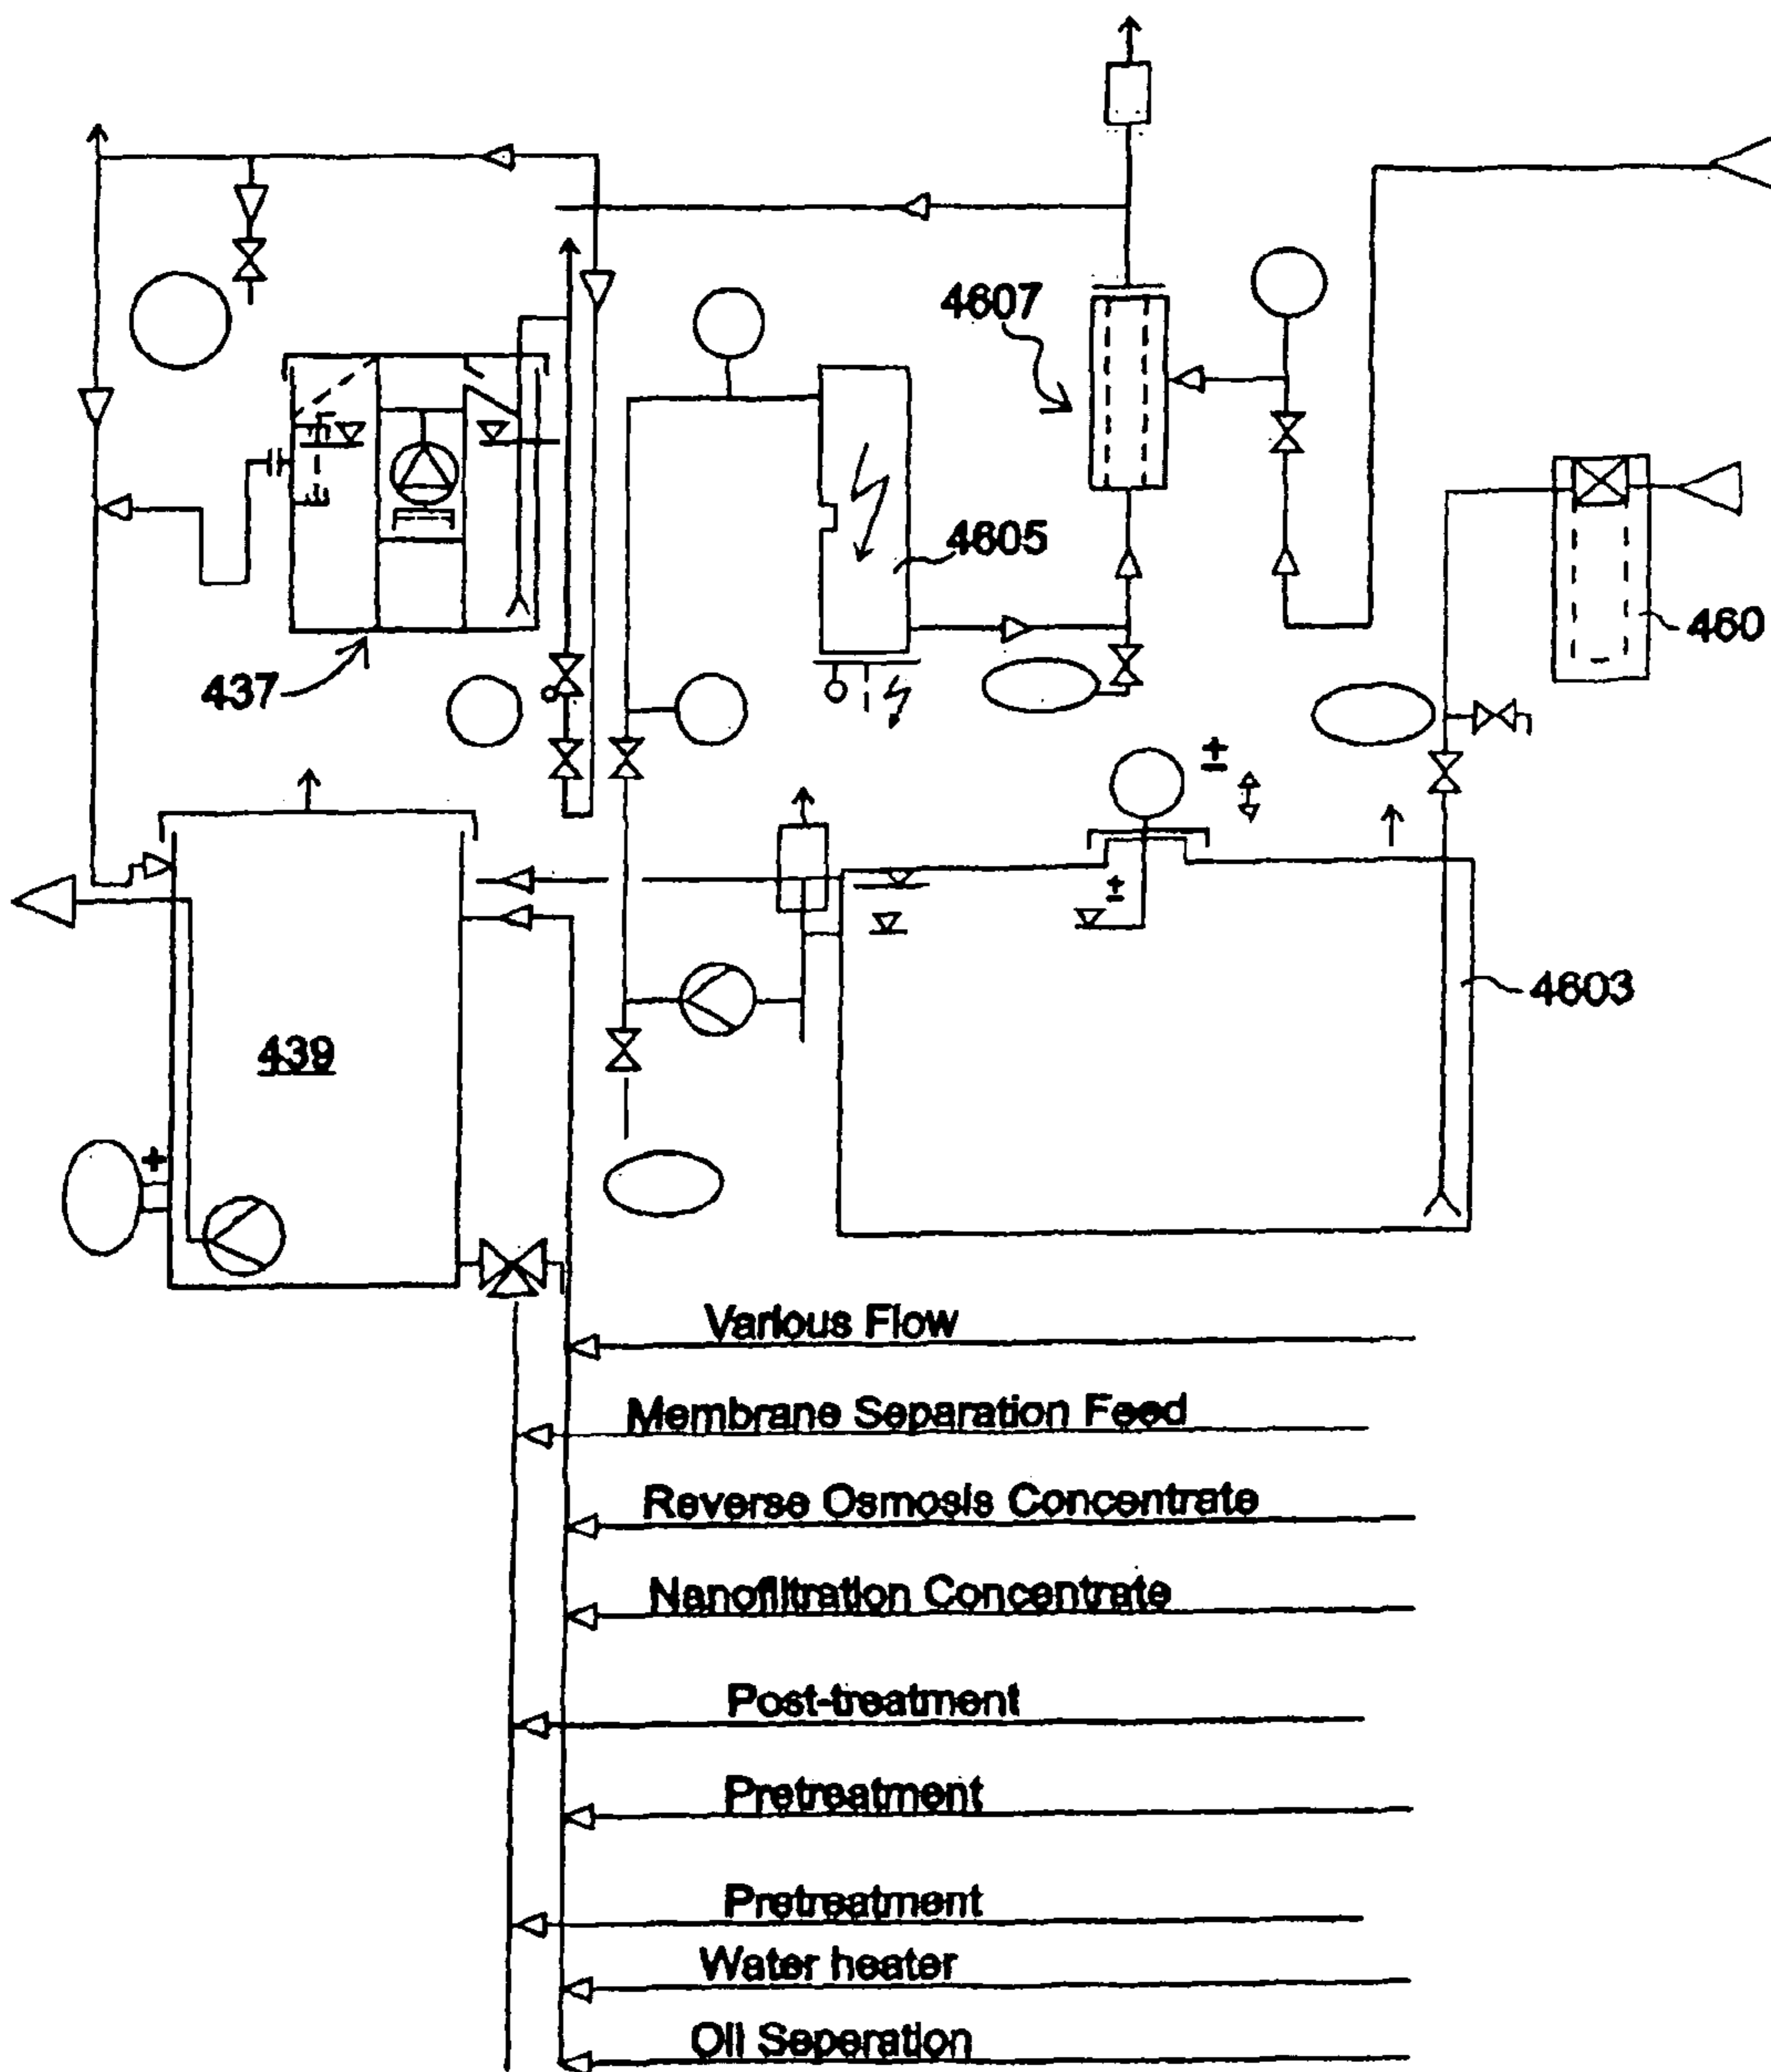 4607
4605
460
437
±
±
4603
439
+
Various Flow
Membrane Separation Feed
Reverse Osmosis Concentrate
Nanofiltration Concentrate
Post-treatment
Pretreatment
Pretreatment
Water heater
Oil Seperation